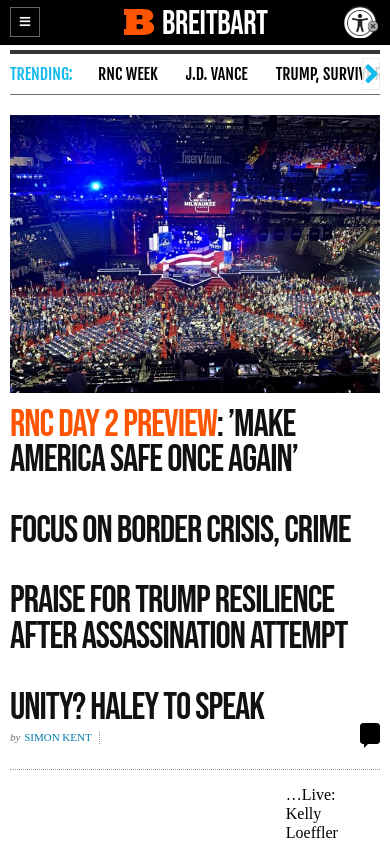 BREITBART
TRENDING: RNC WEEK J.D. VANCE TRUMP, SURVIV
fiserv.forum
MILWAUKEE
RNC DAY 2 PREVIEW: ’MAKE
AMERICA SAFE ONCE AGAIN’
FOCUS ON BORDER CRISIS, CRIME
PRAISE FOR TRUMP RESILIENCE
AFTER ASSASSINATION ATTEMPT
UNITY? HALEY TO SPEAK
by SIMON KENT
…Live:
Kelly
Loeffler